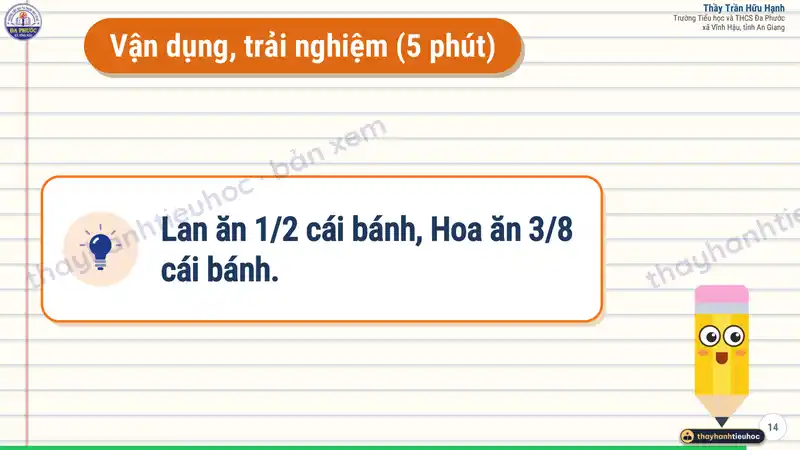 Thầy Trần Hữu Hạnh
Trường Tiểu học và THCS Đa Phước
xã Vĩnh Hậu, tỉnh An Giang
ĐA PHƯỚC
Vận dụng, trải nghiệm (5 phút)
thayhanhtieuhoc - bản xem
thayhanhtie
Lan ăn 1/2 cái bánh, Hoa ăn 3/8
cái bánh.
14
thayhanhtieuhoc